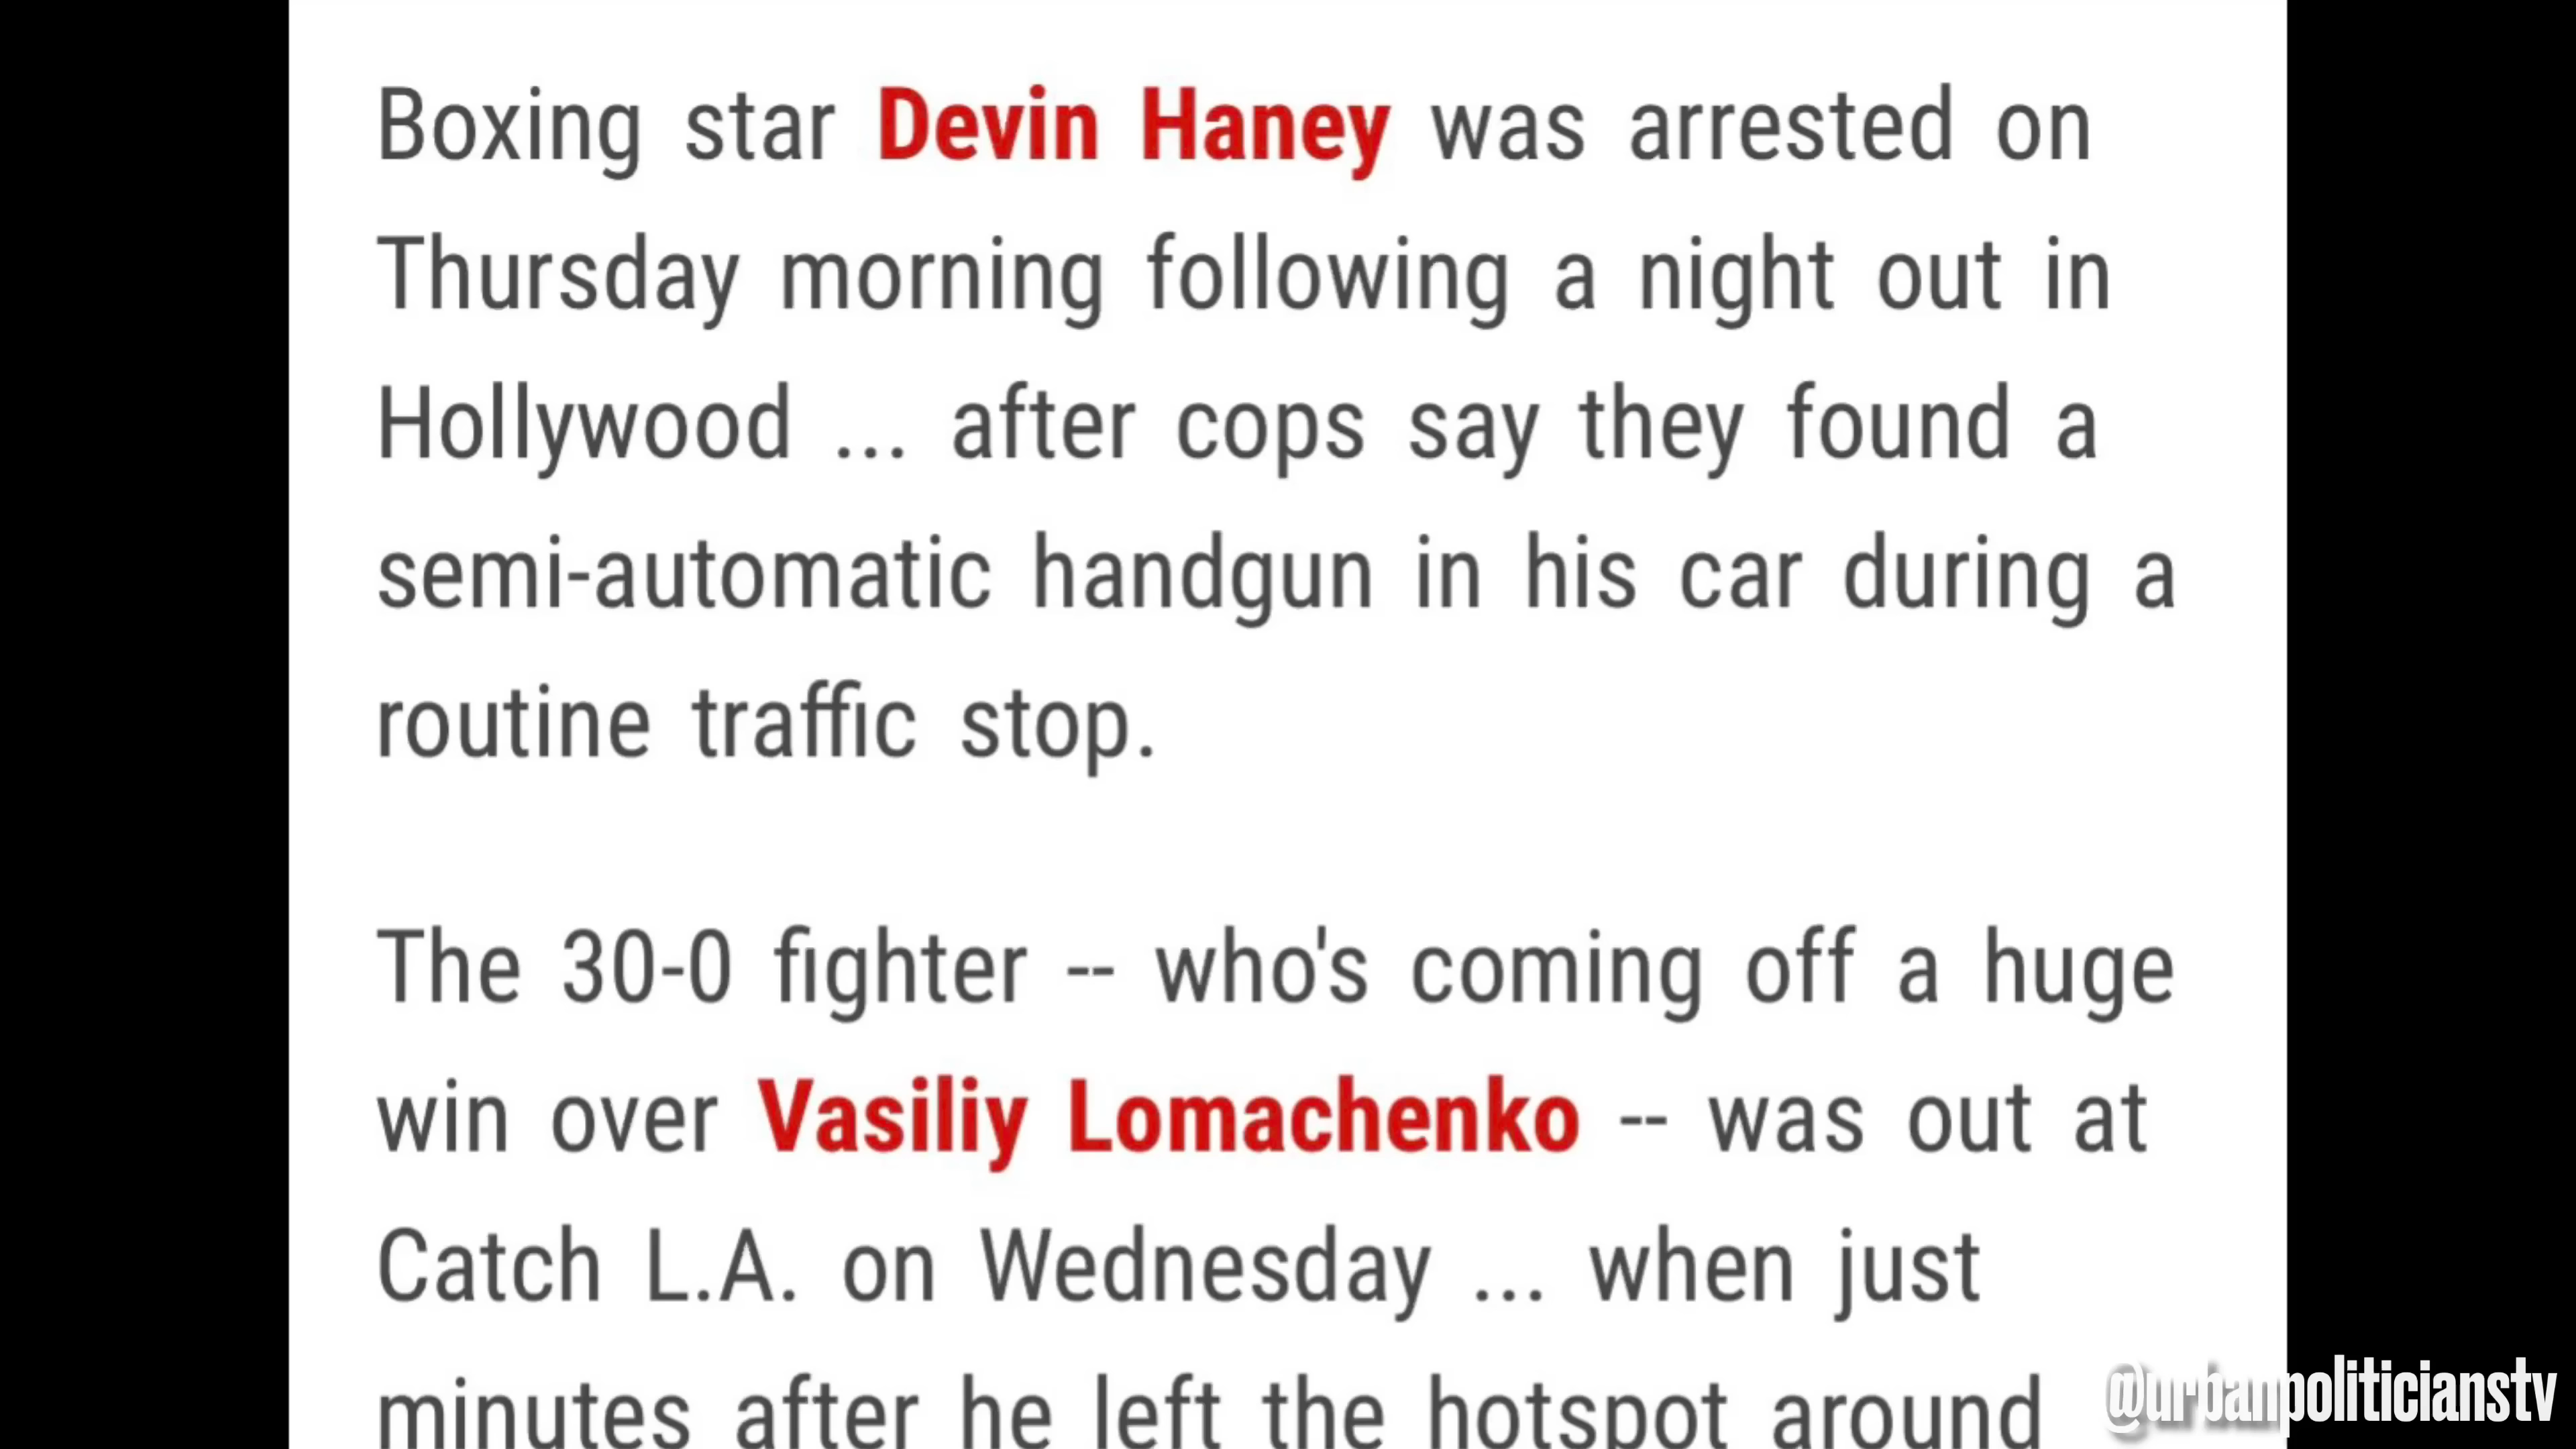 Boxing star Devin Haney was arrested on
Thursday morning following a night out in
Hollywood ... after cops say they found a
semi-automatic handgun in his car during a
routine traffic stop.
The 30-0 fighter -- who's coming off a huge
win over Vasiliy Lomachenko -- was out at
Catch L.A. on Wednesday ... when just
minutes after he left the hotspot around
@urbanpoliticianstv